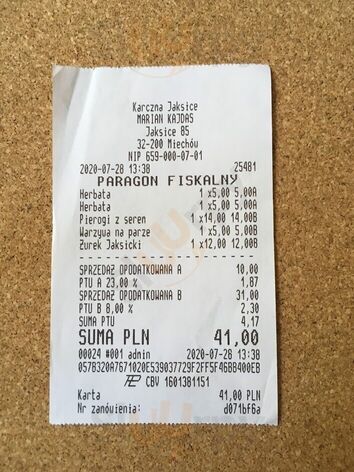 Karczna Jaksice
MARIAN KAJDAS
Jaksice 85
32-200 Miechów
NIP 659-000-07-01
2020-07-28 13:38 25481
PARAGON FISKALNY
Herbata 1 x5,00 5,00A
Herbata 1 x5,00 5,00A
Pierogi z seren 1 x14,00 14,00B
Warzywa na parze 1 x5,00 5,00B
Żurek Jaksicki 1 x12,00 12,00B
SPRZEDAŻ OPODATKOWANA A 10,00
PTU A 23,00 % 1,87
SPRZEDAŻ OPODATKOWANA B 31,00
PTU B 8,00 % 2,30
SUMA PTU 4,17
SUMA PLN 41,00
00024 #001 admin 2020-07-28 13:38
057B320A7671020E539037729F2FF5F46BB400EB
CBV 1601381151
Karta 41,00 PLN
Nr zamówienia: d071bf6a